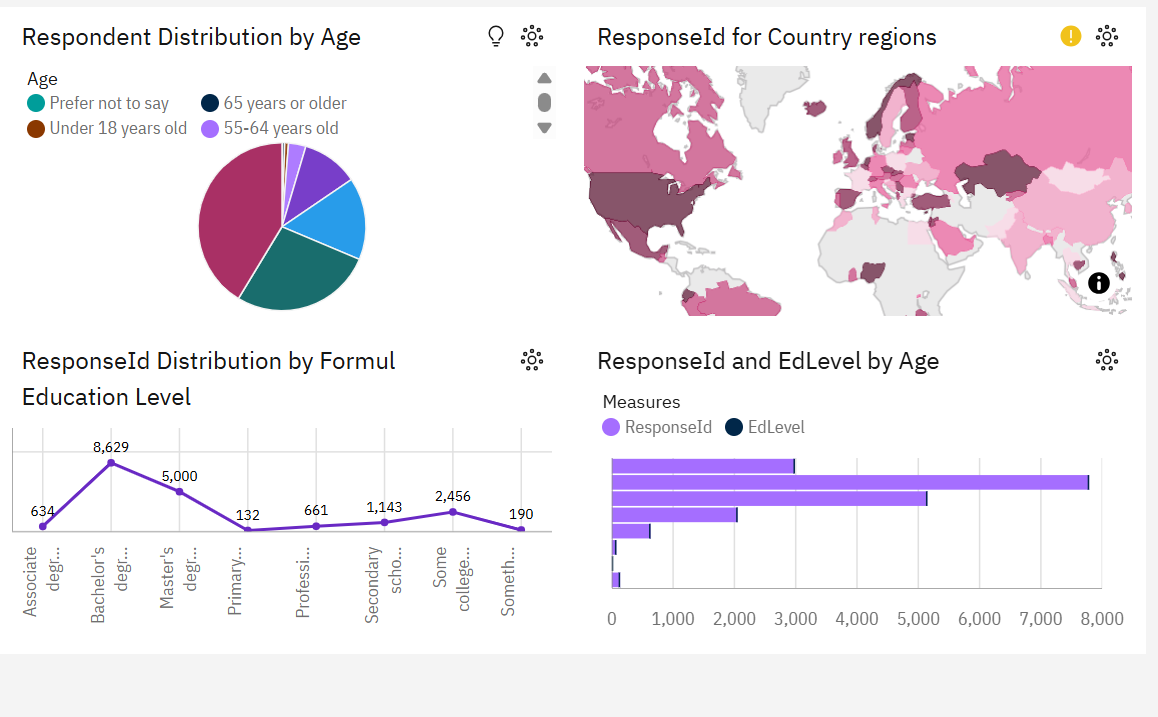 Respondent Distribution by Age
Age
Prefer not to say
65 years or older
Under 18 years old
55-64 years old
ResponseId for Country regions
ResponseId Distribution by Formul
Education Level
8,629
5,000
634
132
661
1,143
2,456
190
Associate
degr...
Bachelor's
degr...
Master's
degr...
Primary...
Professi...
Secondary
scho...
Some
college...
Someth...
ResponseId and EdLevel by Age
Measures
ResponseId
EdLevel
0
1,000
2,000
3,000
4,000
5,000
6,000
7,000
8,000